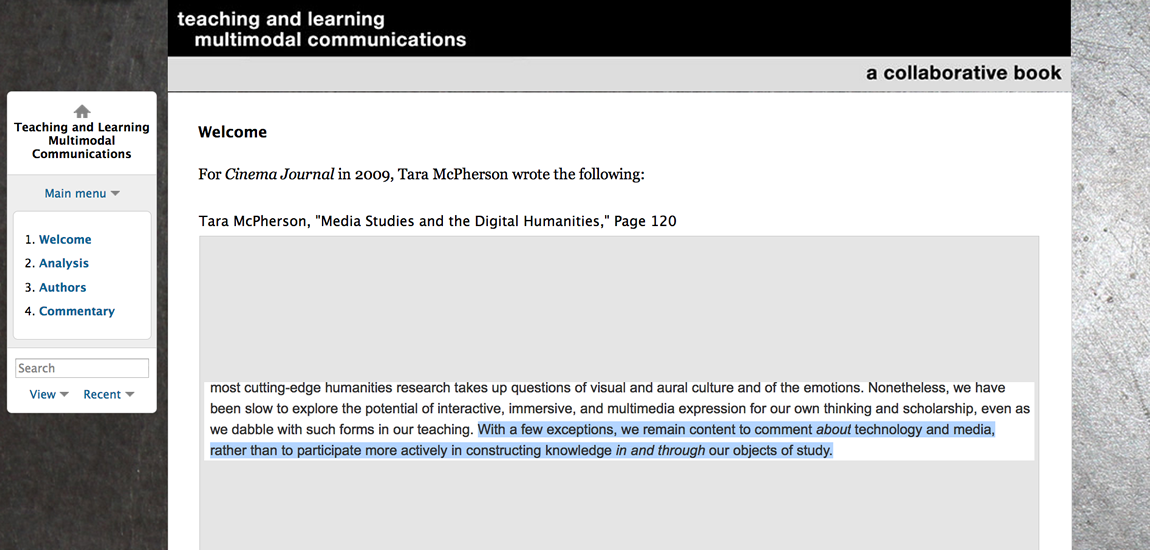 teaching and learning
multimodal communications
a collaborative book
Teaching and Learning
Multimodal
Communications
Main menu
1. Welcome
2. Analysis
3. Authors
4. Commentary
Search
View
Recent
Welcome
For Cinema Journal in 2009, Tara McPherson wrote the following:
Tara McPherson, "Media Studies and the Digital Humanities," Page 120
most cutting-edge humanities research takes up questions of visual and aural culture and of the emotions. Nonetheless, we have
been slow to explore the potential of interactive, immersive, and multimedia expression for our own thinking and scholarship, even as
we dabble with such forms in our teaching. With a few exceptions, we remain content to comment about technology and media,
rather than to participate more actively in constructing knowledge in and through our objects of study.